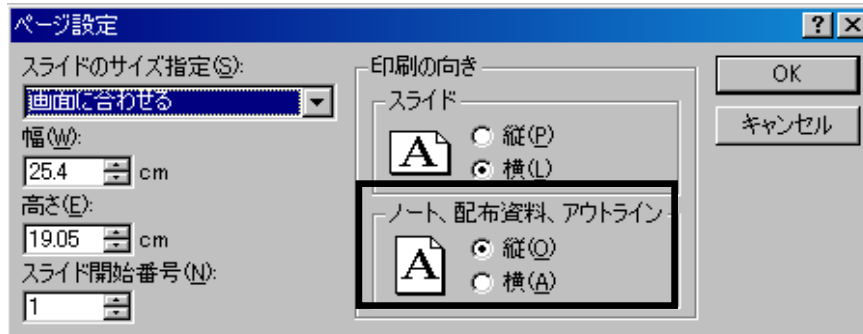 ページ設定
スライドのサイズ指定(S):
画面に合わせる
幅(W):
25.4 cm
高さ(E):
19.05 cm
スライド開始番号(N):
1
印刷の向き
スライド
A
縦(P)
横(L)
ノート、配布資料、アウトライン
A
縦(O)
横(A)
OK
キャンセル